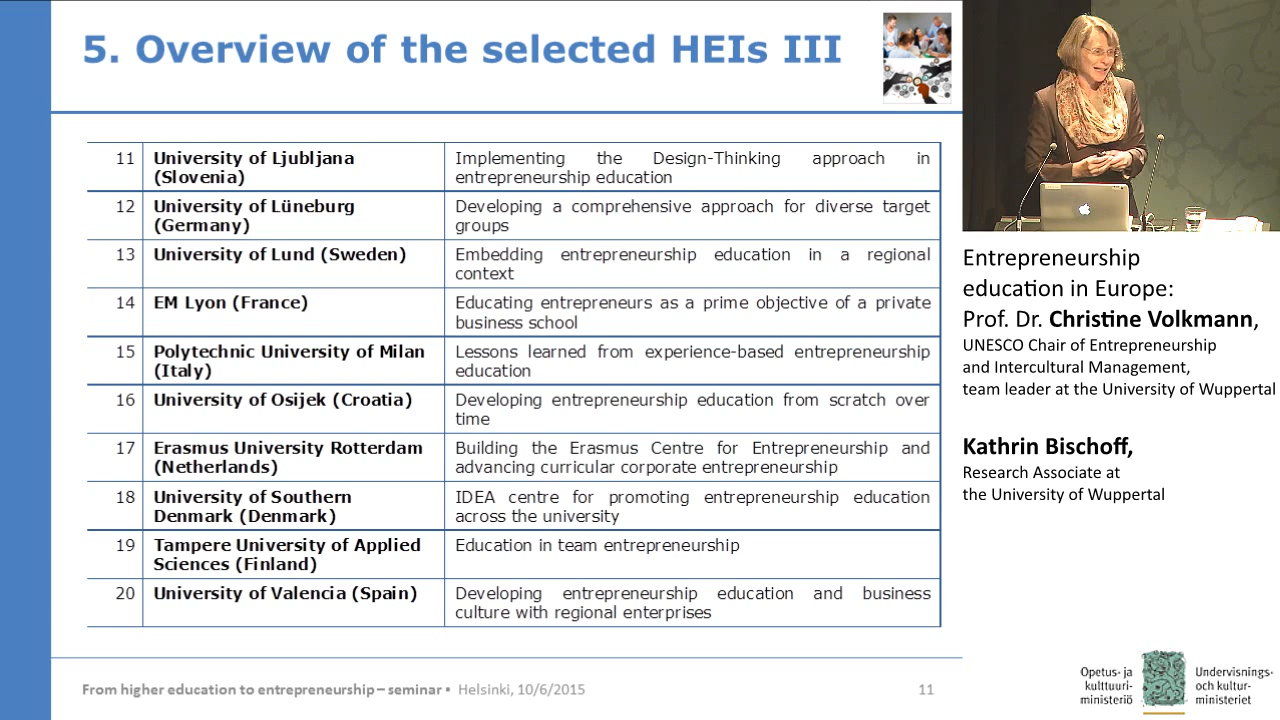 5. Overview of the selected HEIs III
11 University of Ljubljana (Slovenia) Implementing the Design-Thinking approach in entrepreneurship education
12 University of Lüneburg (Germany) Developing a comprehensive approach for diverse target groups
13 University of Lund (Sweden) Embedding entrepreneurship education in a regional context
14 EM Lyon (France) Educating entrepreneurs as a prime objective of a private business school
15 Polytechnic University of Milan (Italy) Lessons learned from experience-based entrepreneurship education
16 University of Osijek (Croatia) Developing entrepreneurship education from scratch over time
17 Erasmus University Rotterdam (Netherlands) Building the Erasmus Centre for Entrepreneurship and advancing curricular corporate entrepreneurship
18 University of Southern Denmark (Denmark) IDEA centre for promoting entrepreneurship education across the university
19 Tampere University of Applied Sciences (Finland) Education in team entrepreneurship
20 University of Valencia (Spain) Developing entrepreneurship education and business culture with regional enterprises
From higher education to entrepreneurship – seminar • Helsinki, 10/6/2015 11
Entrepreneurship
education in Europe:
Prof. Dr. Christine Volkmann,
UNESCO Chair of Entrepreneurship
and Intercultural Management,
team leader at the University of Wuppertal
Kathrin Bischoff,
Research Associate at
the University of Wuppertal
Opetus- ja
kulttuuri-
ministeriö
Undervisnings-
och kultur-
ministeriet